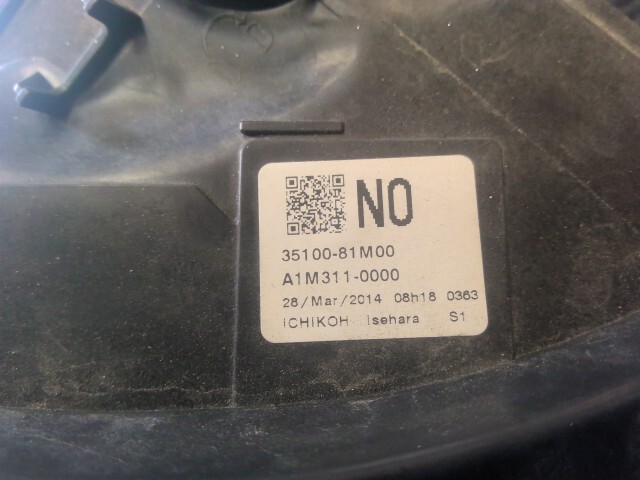 NO
35100-81M00
A1M311-0000
28/Mar/2014 08h18 0363
ICHIKOH Isehara S1